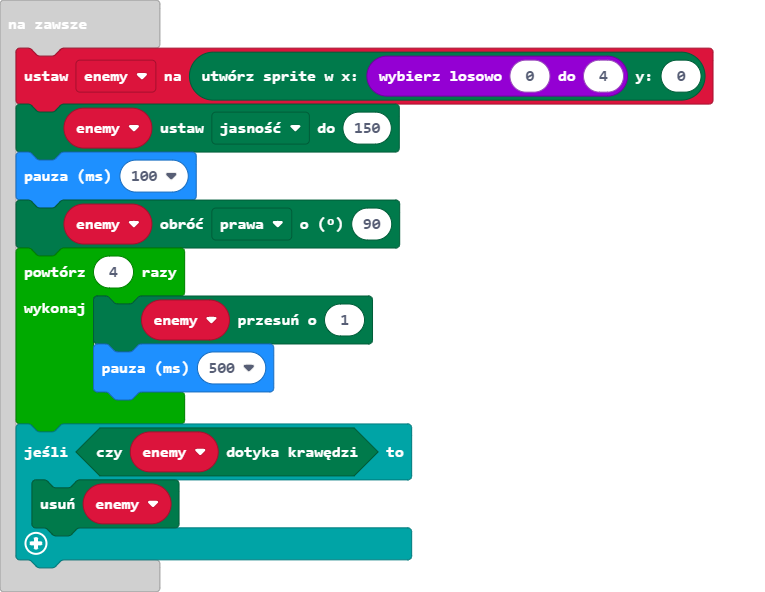 na zawsze
ustaw enemy na utwórz sprite w x: wybierz losowo 0 do 4 y: 0
enemy ustaw jasność do 150
pauza (ms) 100
enemy obróć prawa o (º) 90
powtórz 4 razy
wykonaj
enemy przesuń o 1
pauza (ms) 500
jeśli czy enemy dotyka krawędzi to
usuń enemy